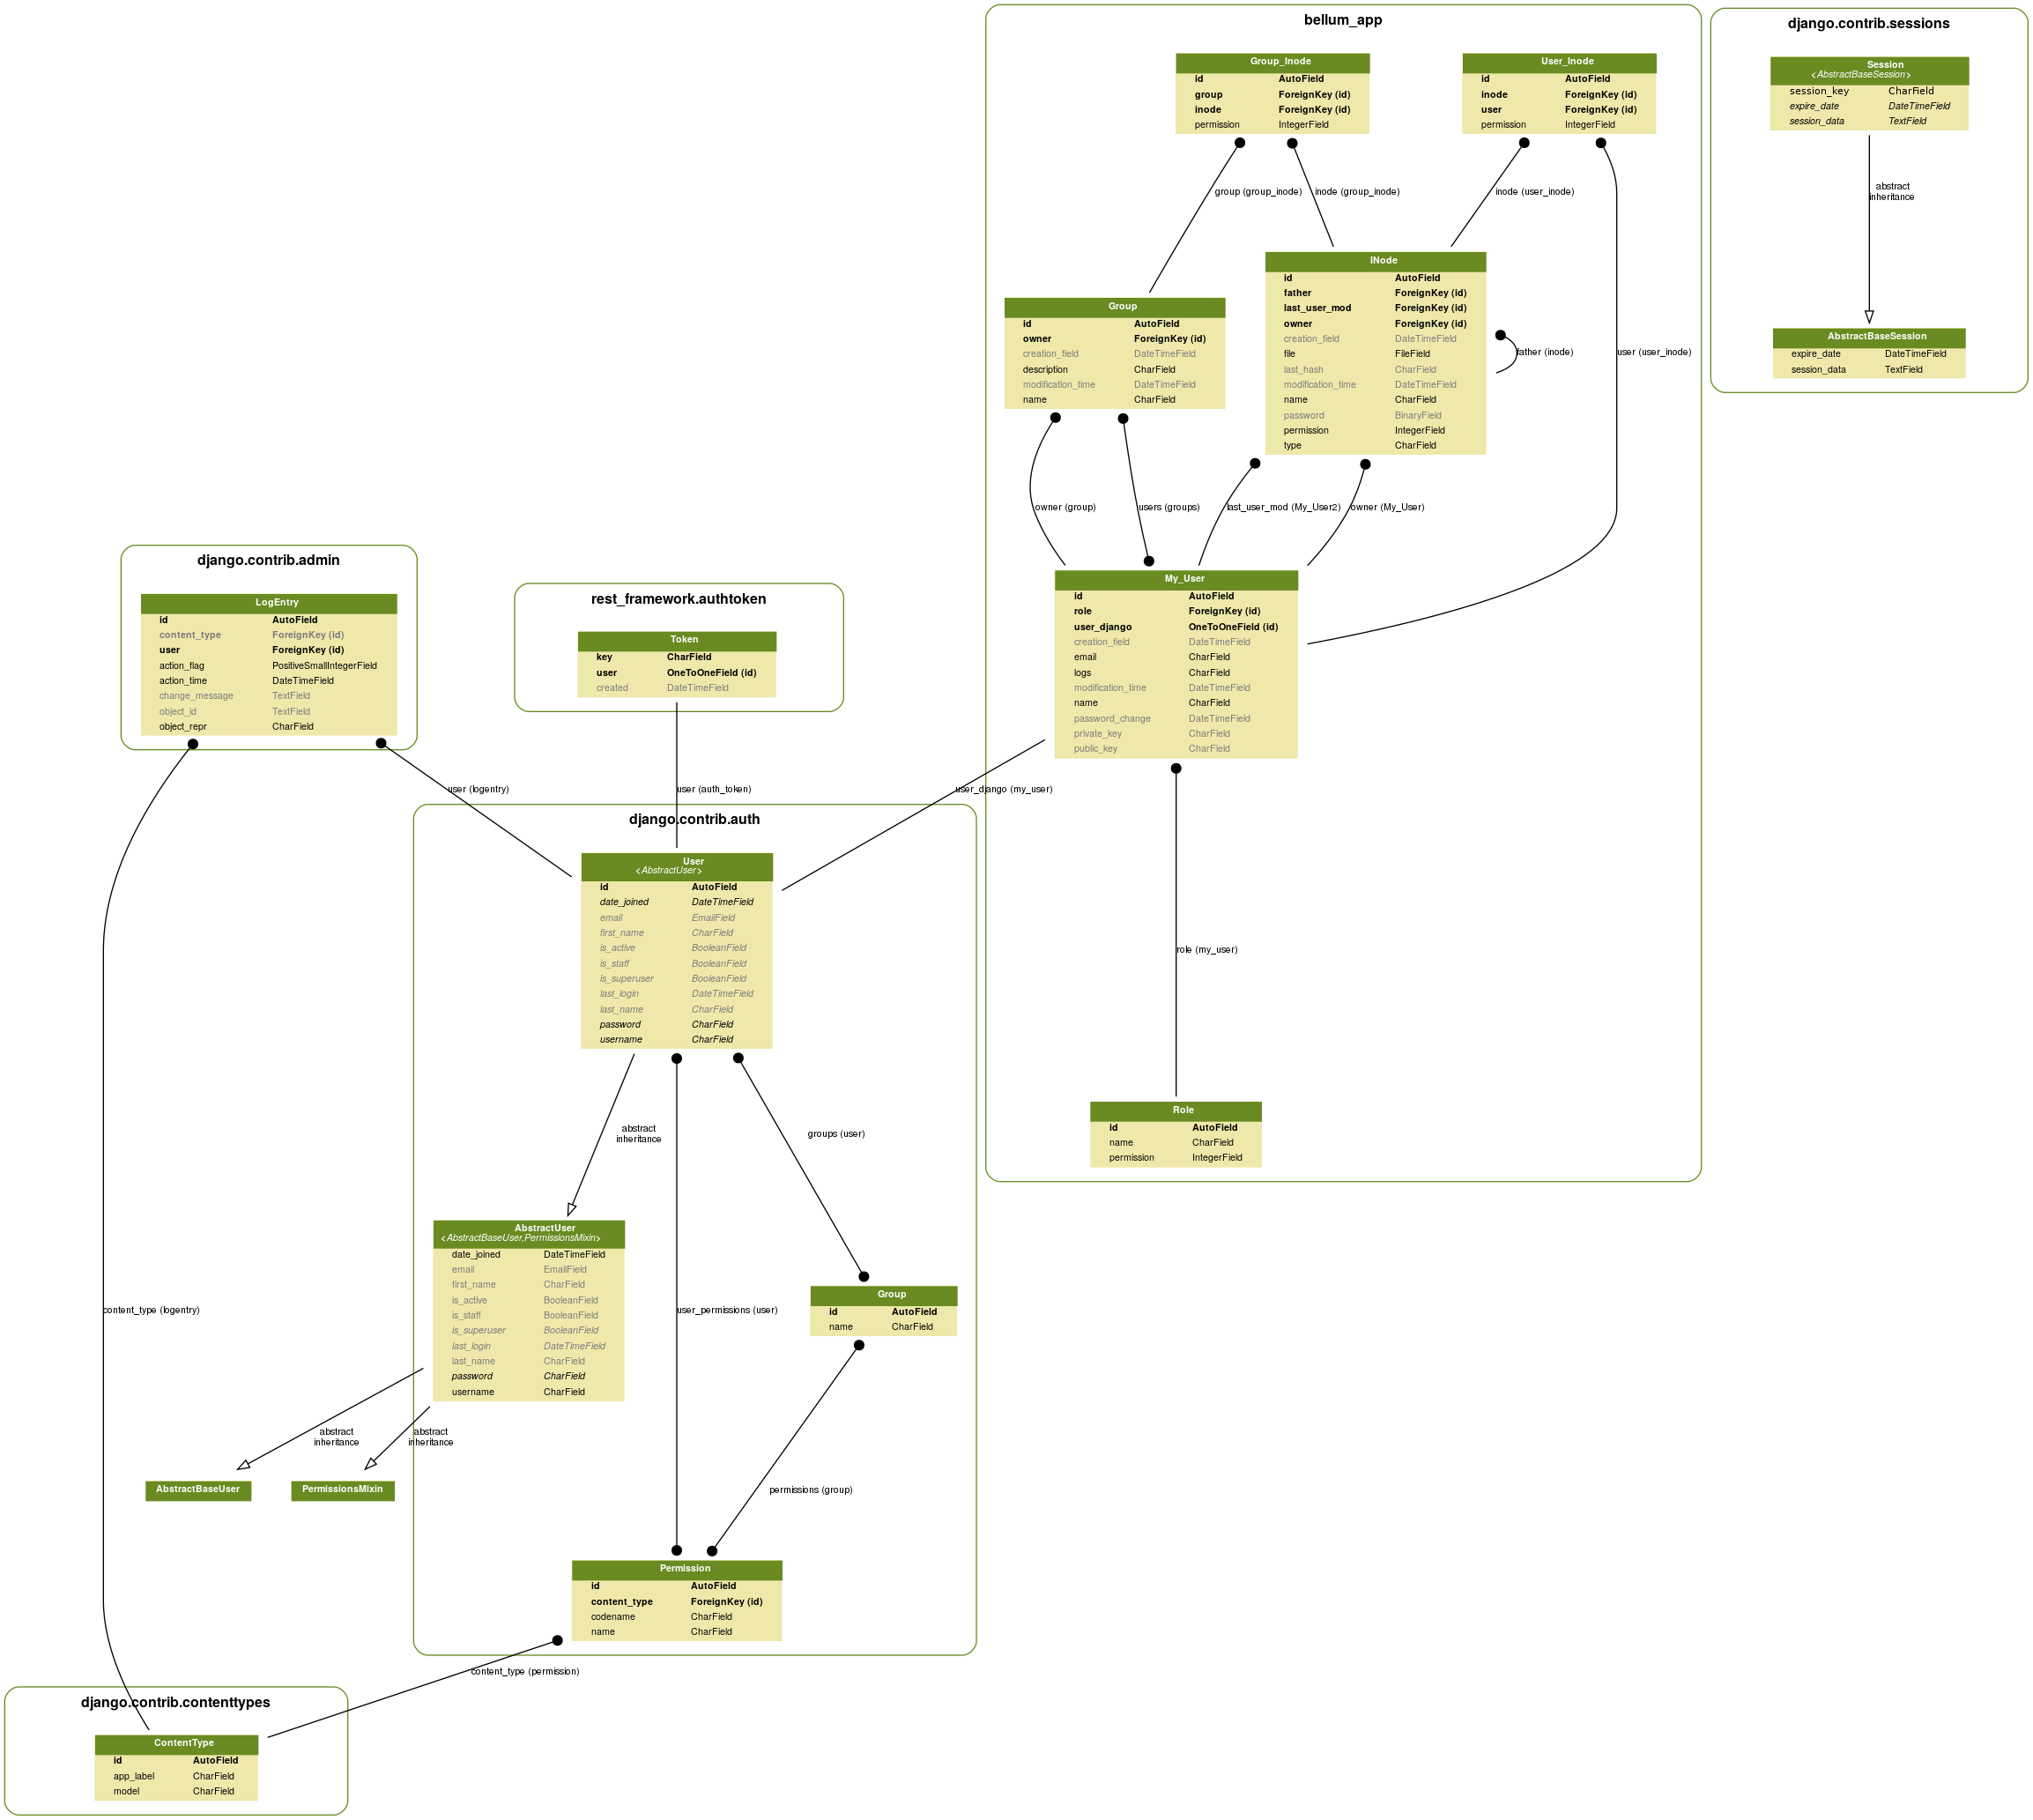 bellum_app
Group_Inode
id AutoField
group ForeignKey (id)
inode ForeignKey (id)
permission IntegerField
User_Inode
id AutoField
inode ForeignKey (id)
user ForeignKey (id)
permission IntegerField
group (group_inode)
inode (group_inode)
inode (user_inode)
INode
id AutoField
father ForeignKey (id)
last_user_mod ForeignKey (id)
owner ForeignKey (id)
creation_field DateTimeField
file FileField
last_hash CharField
modification_time DateTimeField
name CharField
password BinaryField
permission IntegerField
type CharField
father (inode)
user (user_inode)
Group
id AutoField
owner ForeignKey (id)
creation_field DateTimeField
description CharField
modification_time DateTimeField
name CharField
owner (group)
users (groups)
last_user_mod (My_User2)
owner (My_User)
My_User
id AutoField
role ForeignKey (id)
user_django OneToOneField (id)
creation_field DateTimeField
email CharField
logs CharField
modification_time DateTimeField
name CharField
password_change DateTimeField
private_key CharField
public_key CharField
user_django (my_user)
role (my_user)
Role
id AutoField
name CharField
permission IntegerField
django.contrib.sessions
Session
<AbstractBaseSession>
session_key CharField
expire_date DateTimeField
session_data TextField
abstract
inheritance
AbstractBaseSession
expire_date DateTimeField
session_data TextField
django.contrib.admin
LogEntry
id AutoField
content_type ForeignKey (id)
user ForeignKey (id)
action_flag PositiveSmallIntegerField
action_time DateTimeField
change_message TextField
object_id TextField
object_repr CharField
rest_framework.authtoken
Token
key CharField
user OneToOneField (id)
created DateTimeField
user (logentry)
user (auth_token)
django.contrib.auth
User
<AbstractUser>
id AutoField
date_joined DateTimeField
email EmailField
first_name CharField
is_active BooleanField
is_staff BooleanField
is_superuser BooleanField
last_login DateTimeField
last_name CharField
password CharField
username CharField
abstract
inheritance
groups (user)
AbstractUser
<AbstractBaseUser,PermissionsMixin>
date_joined DateTimeField
email EmailField
first_name CharField
is_active BooleanField
is_staff BooleanField
is_superuser BooleanField
last_login DateTimeField
last_name CharField
password CharField
username CharField
content_type (logentry)
user_permissions (user)
Group
id AutoField
name CharField
abstract
inheritance
abstract
inheritance
AbstractBaseUser
PermissionsMixin
permissions (group)
Permission
id AutoField
content_type ForeignKey (id)
codename CharField
name CharField
content_type (permission)
django.contrib.contenttypes
ContentType
id AutoField
app_label CharField
model CharField